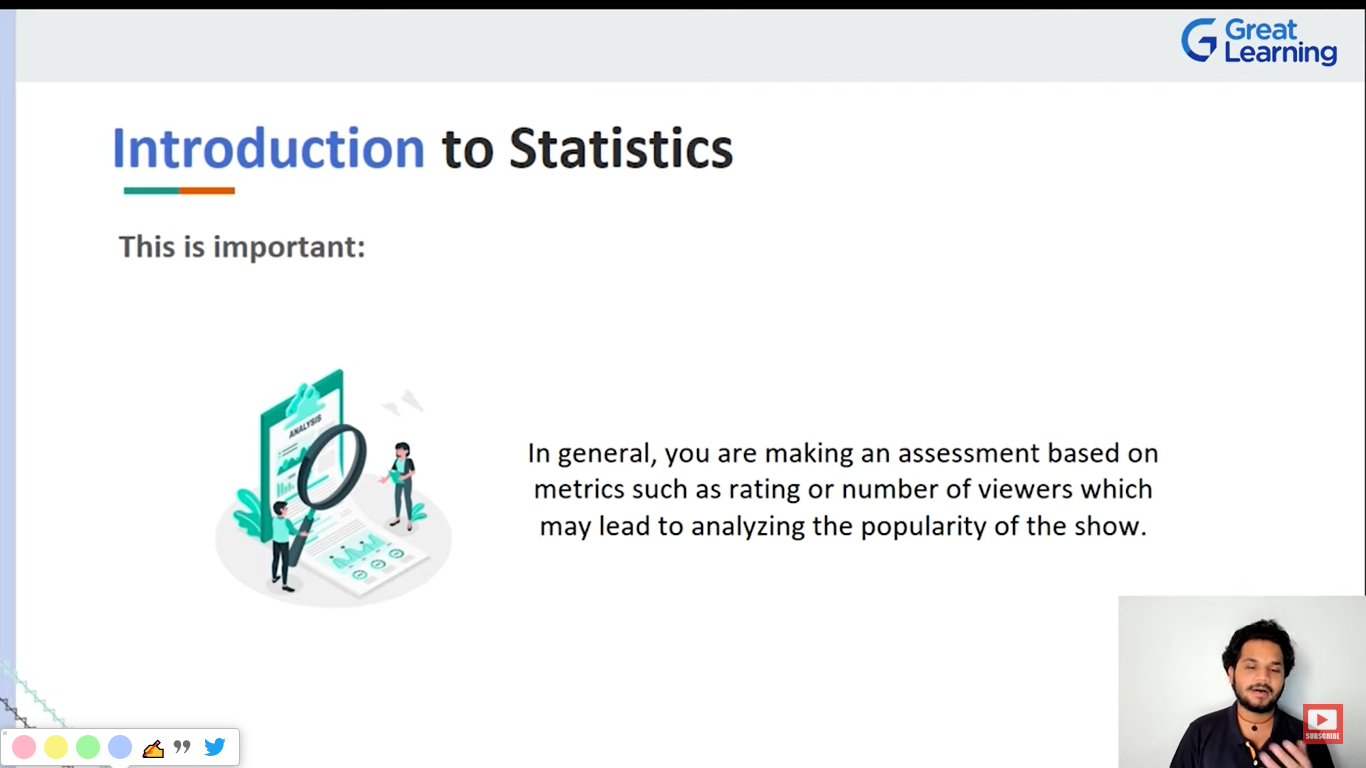 Great
Learning
Introduction to Statistics
This is important:
ANALYSIS
In general, you are making an assessment based on
metrics such as rating or number of viewers which
may lead to analyzing the popularity of the show.
SUBSCRIBE